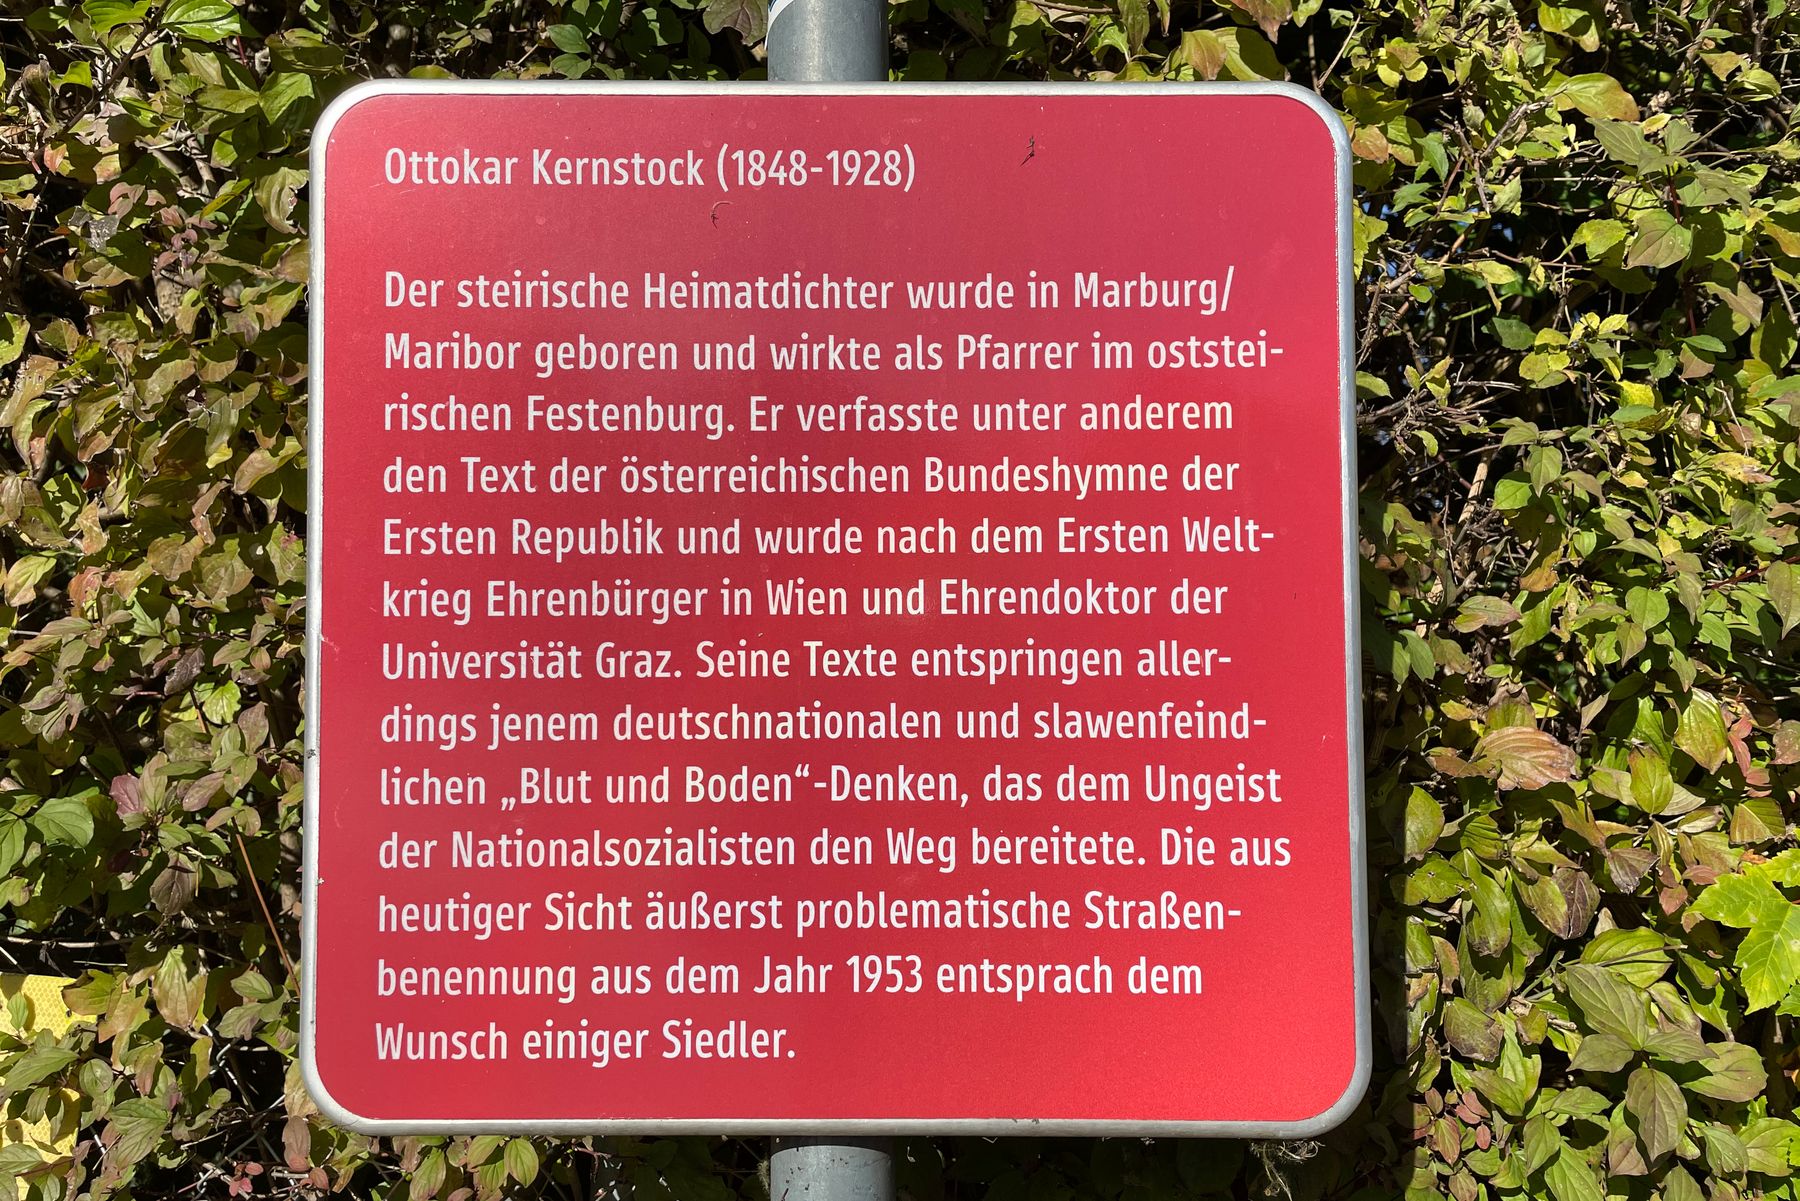 Ottokar Kernstock (1848-1928)
Der steirische Heimatdichter wurde in Marburg/
Maribor geboren und wirkte als Pfarrer im oststei-
rischen Festenburg. Er verfasste unter anderem
den Text der österreichischen Bundeshymne der
Ersten Republik und wurde nach dem Ersten Welt-
krieg Ehrenbürger in Wien und Ehrendoktor der
Universität Graz. Seine Texte entspringen aller-
dings jenem deutschnationalen und slawenfeind-
lichen „Blut und Boden“-Denken, das dem Ungeist
der Nationalsozialisten den Weg bereitete. Die aus
heutiger Sicht äußerst problematische Straßen-
benennung aus dem Jahr 1953 entsprach dem
Wunsch einiger Siedler.